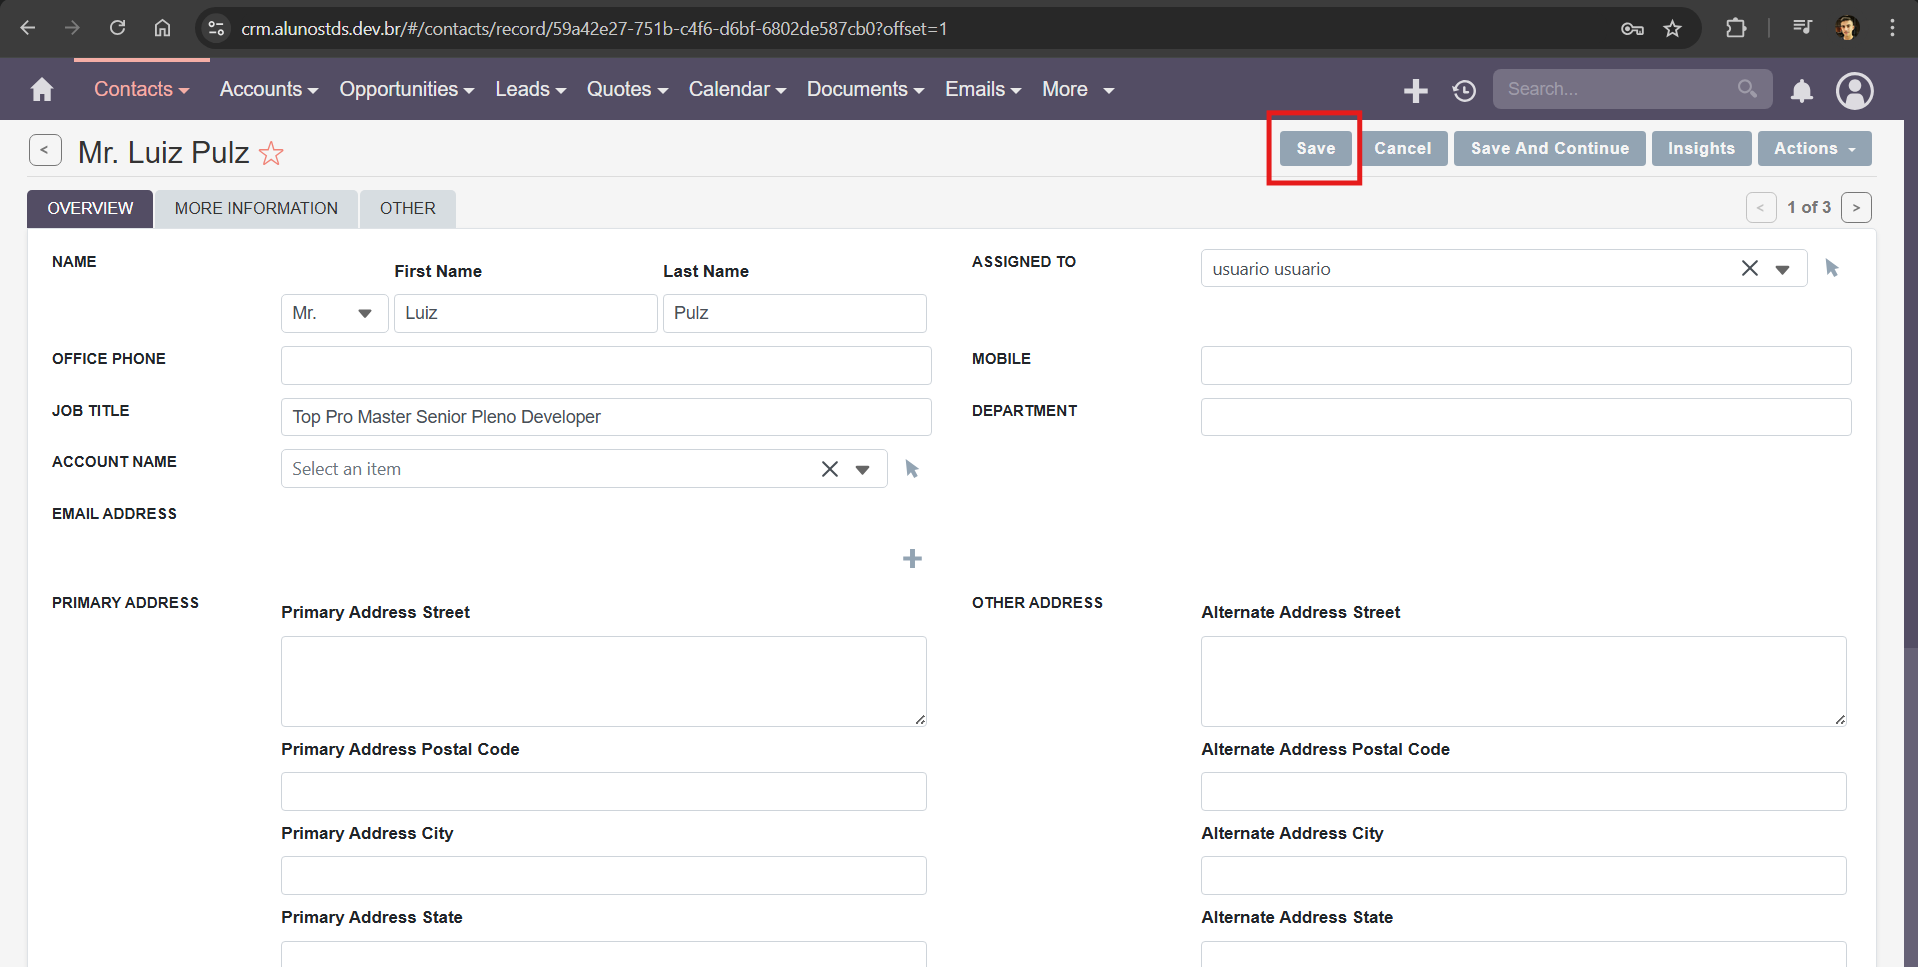 crm.alunostds.dev.br/#/contacts/record/59a42e27-751b-c4f6-d6bf-6802de587cb0?offset=1
Contacts Accounts Opportunities Leads Quotes Calendar Documents Emails More Search...
< Mr. Luiz Pulz Save Cancel Save And Continue Insights Actions
OVERVIEW MORE INFORMATION OTHER < 1 of 3 >
NAME First Name Last Name ASSIGNED TO usuario usuario
Mr. Luiz Pulz
OFFICE PHONE MOBILE
JOB TITLE Top Pro Master Senior Pleno Developer DEPARTMENT
ACCOUNT NAME Select an item
EMAIL ADDRESS
PRIMARY ADDRESS Primary Address Street OTHER ADDRESS Alternate Address Street
Primary Address Postal Code Alternate Address Postal Code
Primary Address City Alternate Address City
Primary Address State Alternate Address State